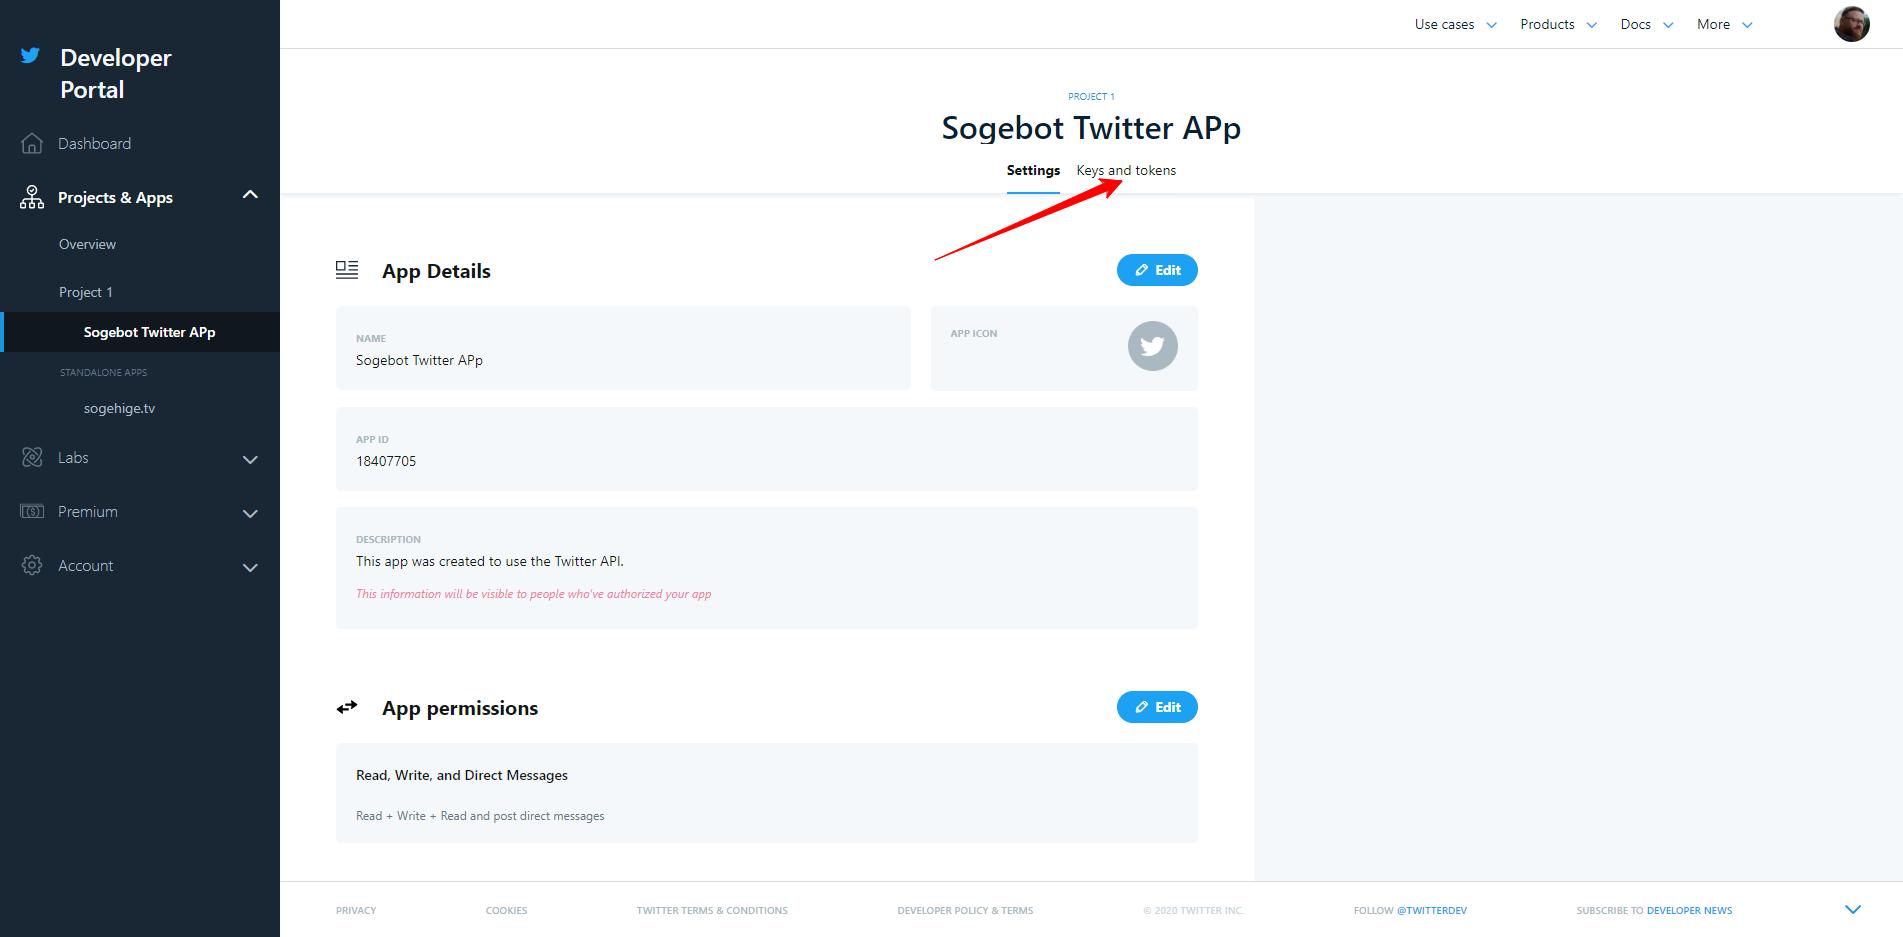 Use cases
Products
Docs
More
Developer
Portal
Dashboard
Projects & Apps
Overview
Project 1
Sogebot Twitter APp
STANDALONE APPS
sogehige.tv
Labs
Premium
Account
PROJECT 1
Sogebot Twitter APp
Settings
Keys and tokens
App Details
Edit
NAME
Sogebot Twitter APp
APP ICON
APP ID
18407705
DESCRIPTION
This app was created to use the Twitter API.
This information will be visible to people who've authorized your app
App permissions
Edit
Read, Write, and Direct Messages
Read + Write + Read and post direct messages
PRIVACY
COOKIES
TWITTER TERMS & CONDITIONS
DEVELOPER POLICY & TERMS
© 2020 TWITTER INC.
FOLLOW @TWITTERDEV
SUBSCRIBE TO DEVELOPER NEWS